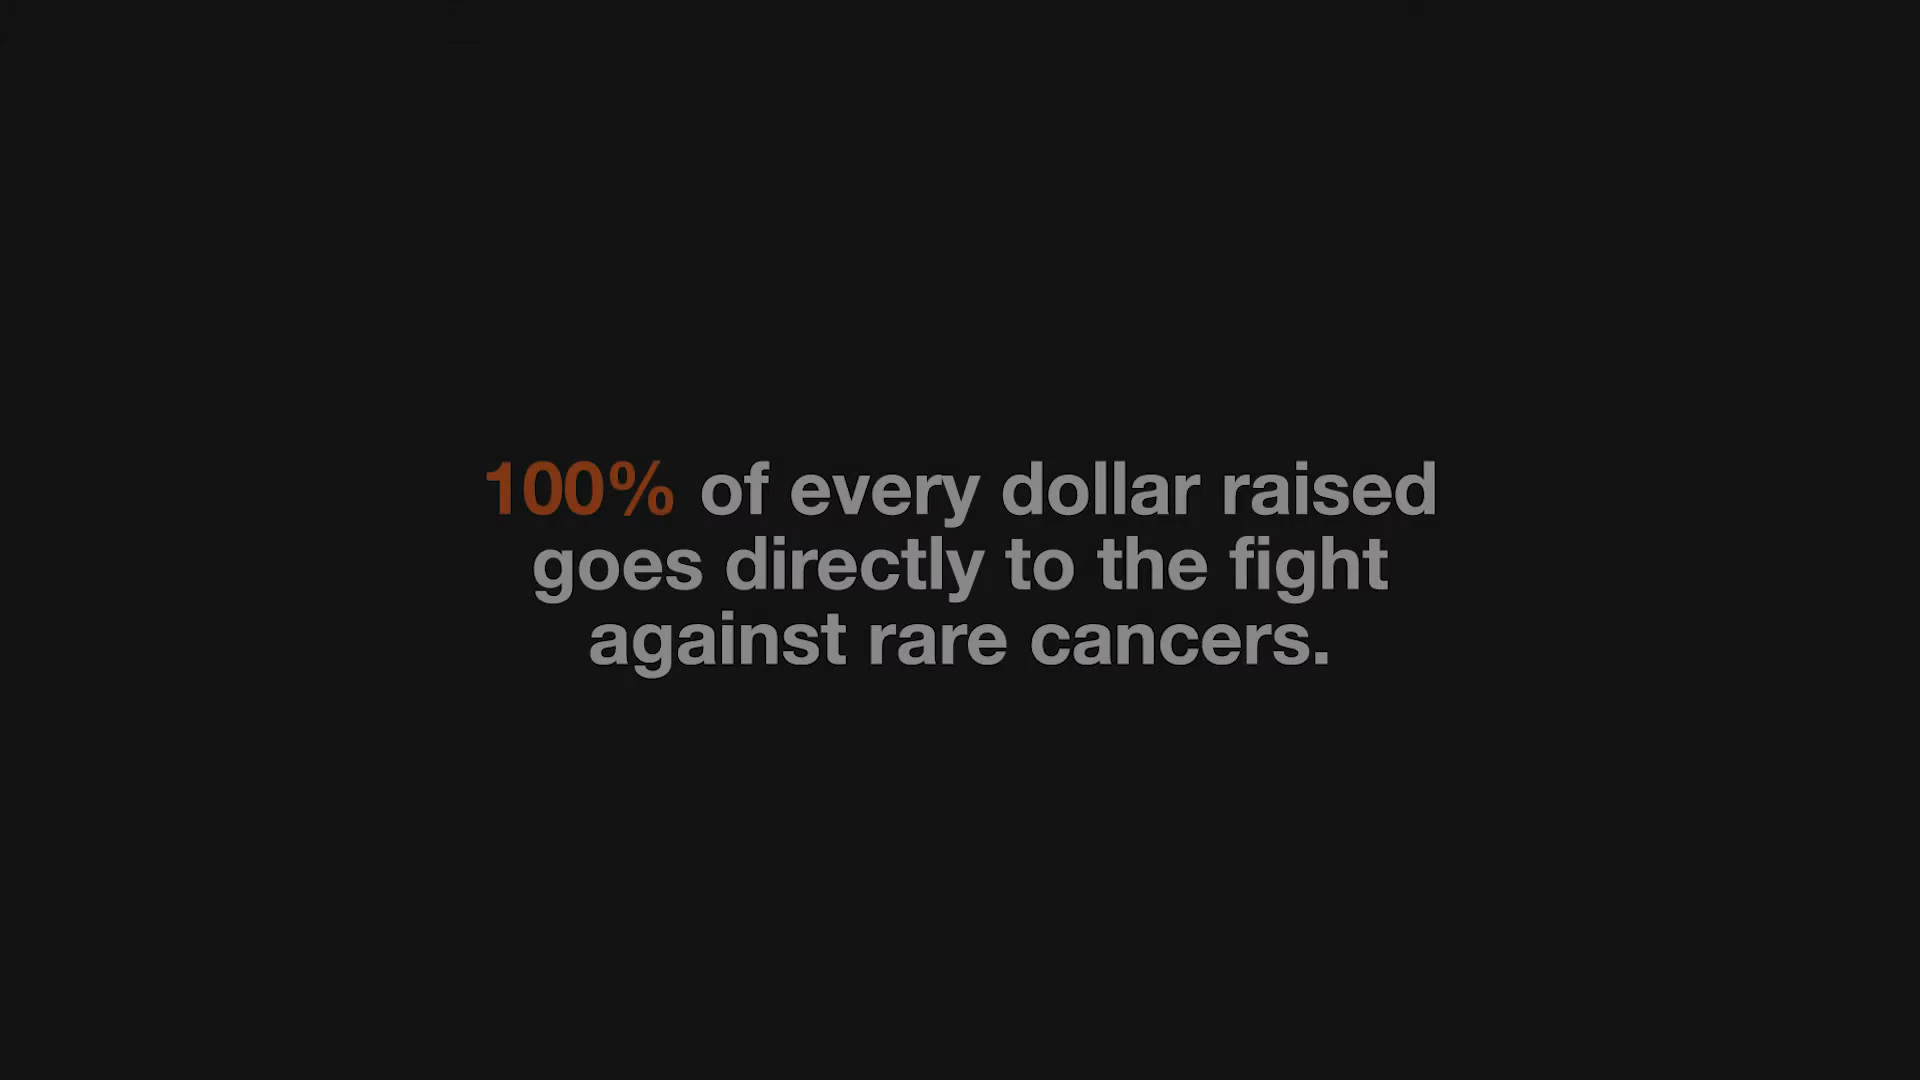 100% of every dollar raised
goes directly to the fight
against rare cancers.